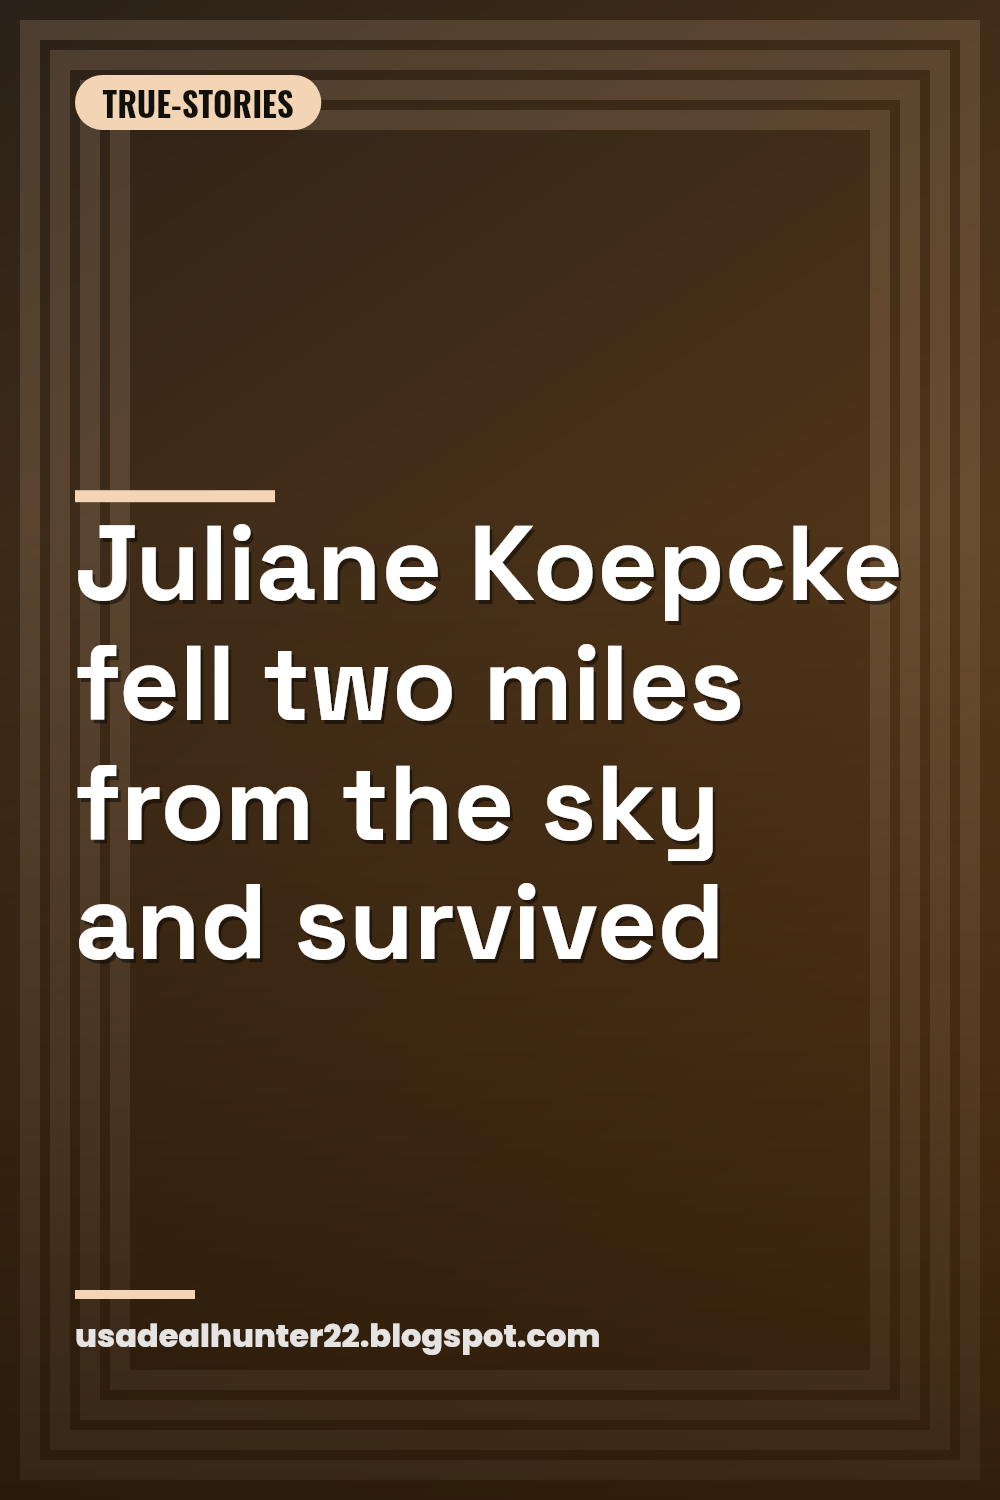 TRUE-STORIES
Juliane Koepcke
fell two miles
from the sky
and survived
usadealhunter22.blogspot.com